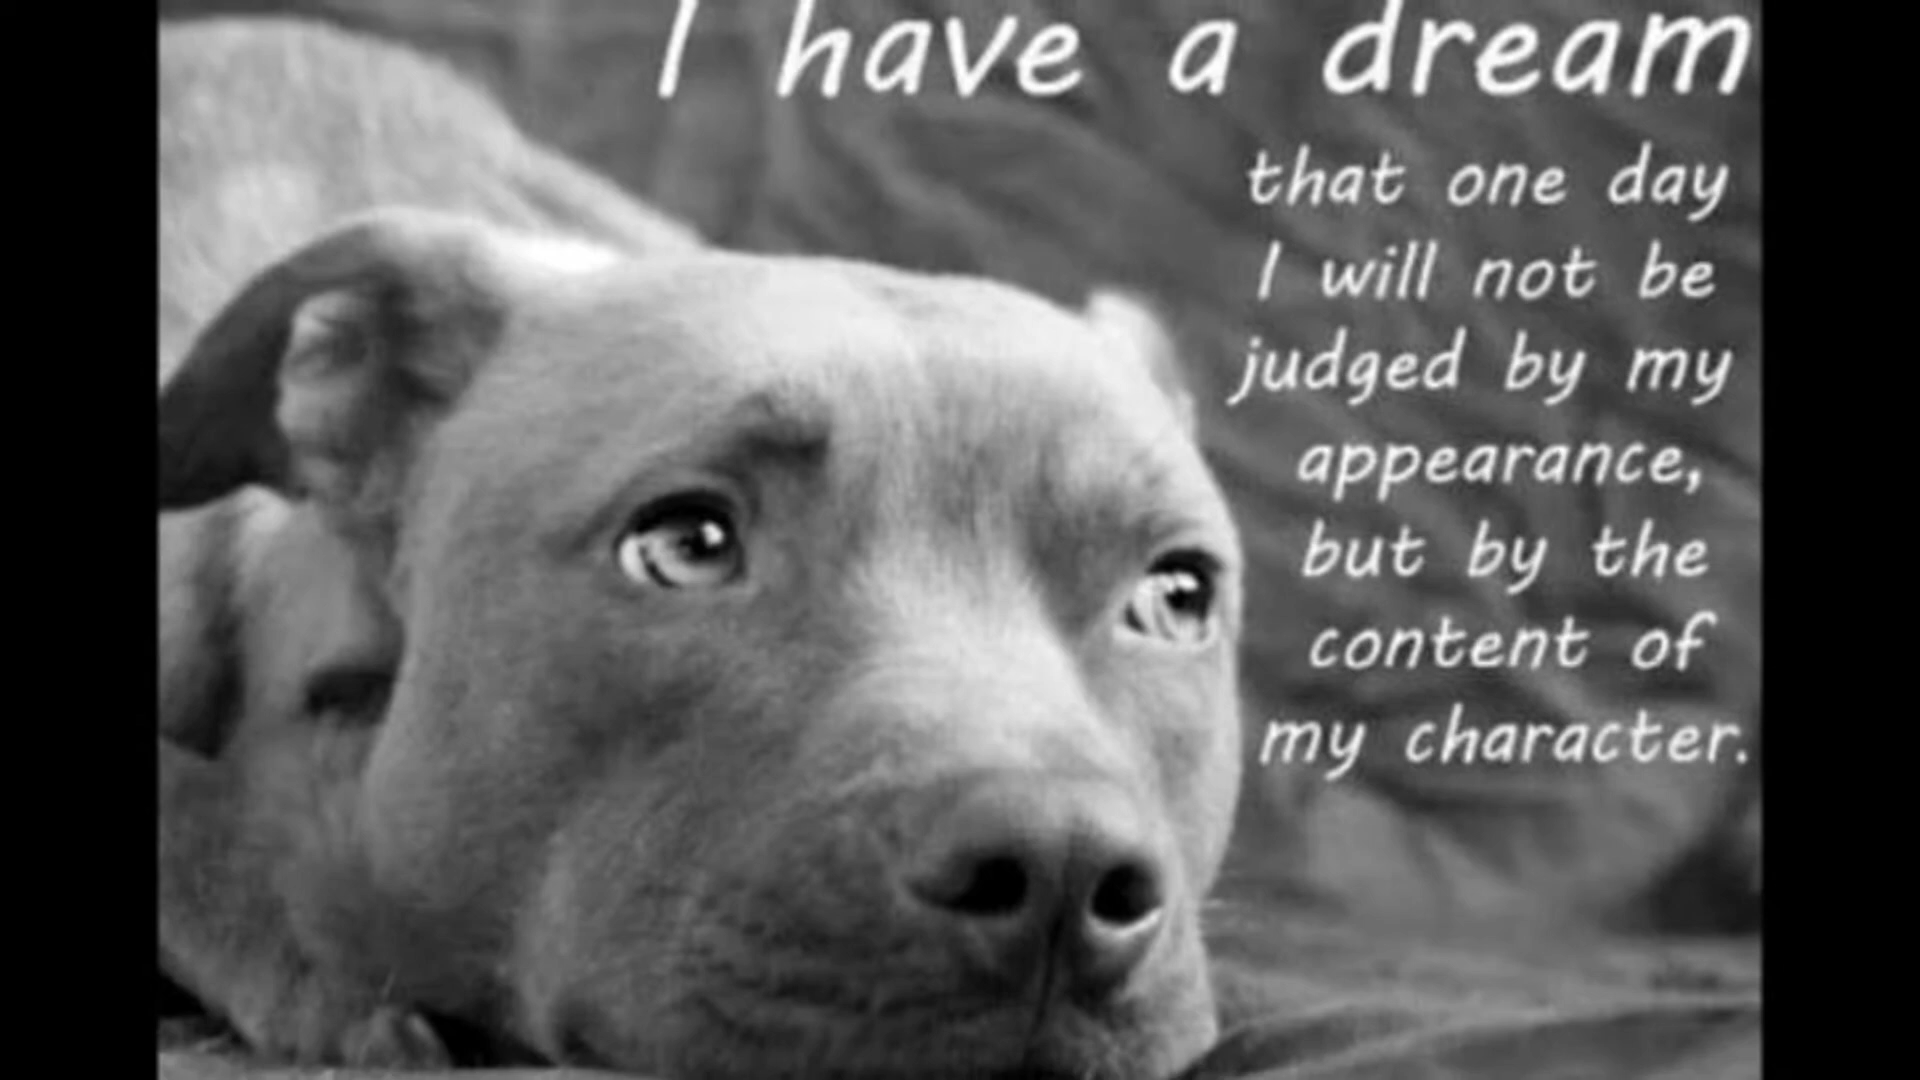 I have a dream
that one day
I will not be
judged by my
appearance,
but by the
content of
my character.